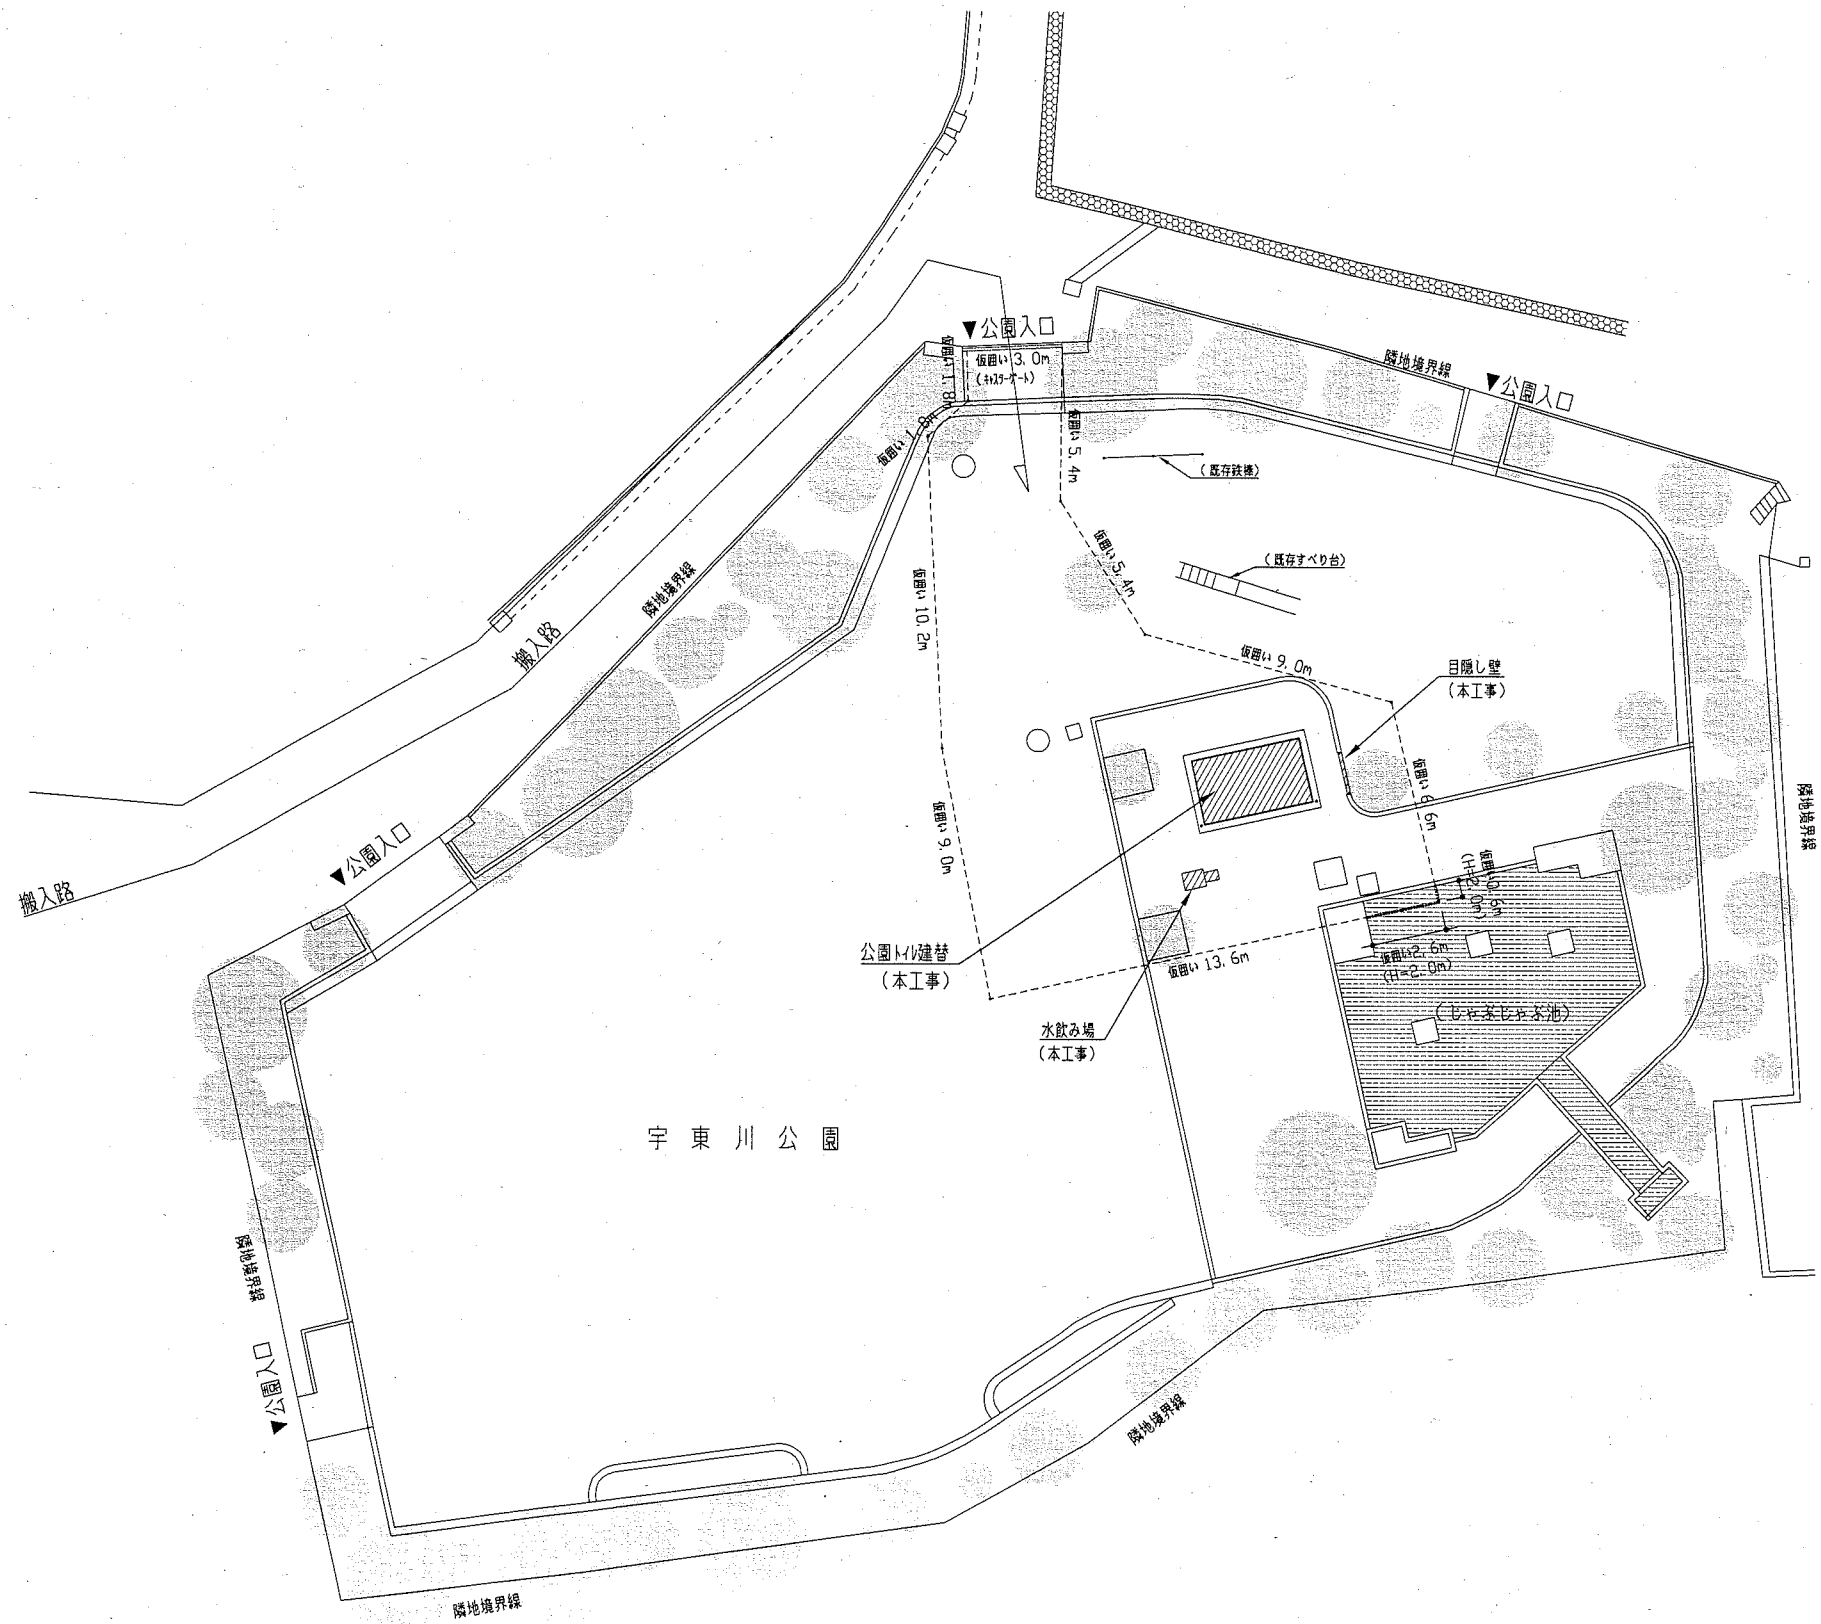 ▼公園入口
仮囲い 3.0m
(キャスターゲート)
仮囲い 1.8m
仮囲い 1.8m
仮囲い 5.4m
隣地境界線
▼公園入口
(既存鉄棒)
仮囲い 5.4m
(既存すべり台)
仮囲い 10.2m
隣地境界線
搬入路
仮囲い 9.0m
目隠し壁
(本工事)
仮囲い 6.6m
仮囲い 9.0m
隣地境界線
▼公園入口
搬入路
仮囲い0.6m
(H=2.0m)
公園トイレ建替
(本工事)
仮囲い 13.6m
仮囲い2.6m
(H=2.0m)
(じゃぶじゃぶ池)
水飲み場
(本工事)
宇東川公園
隣地境界線
▼公園入口
隣地境界線
隣地境界線